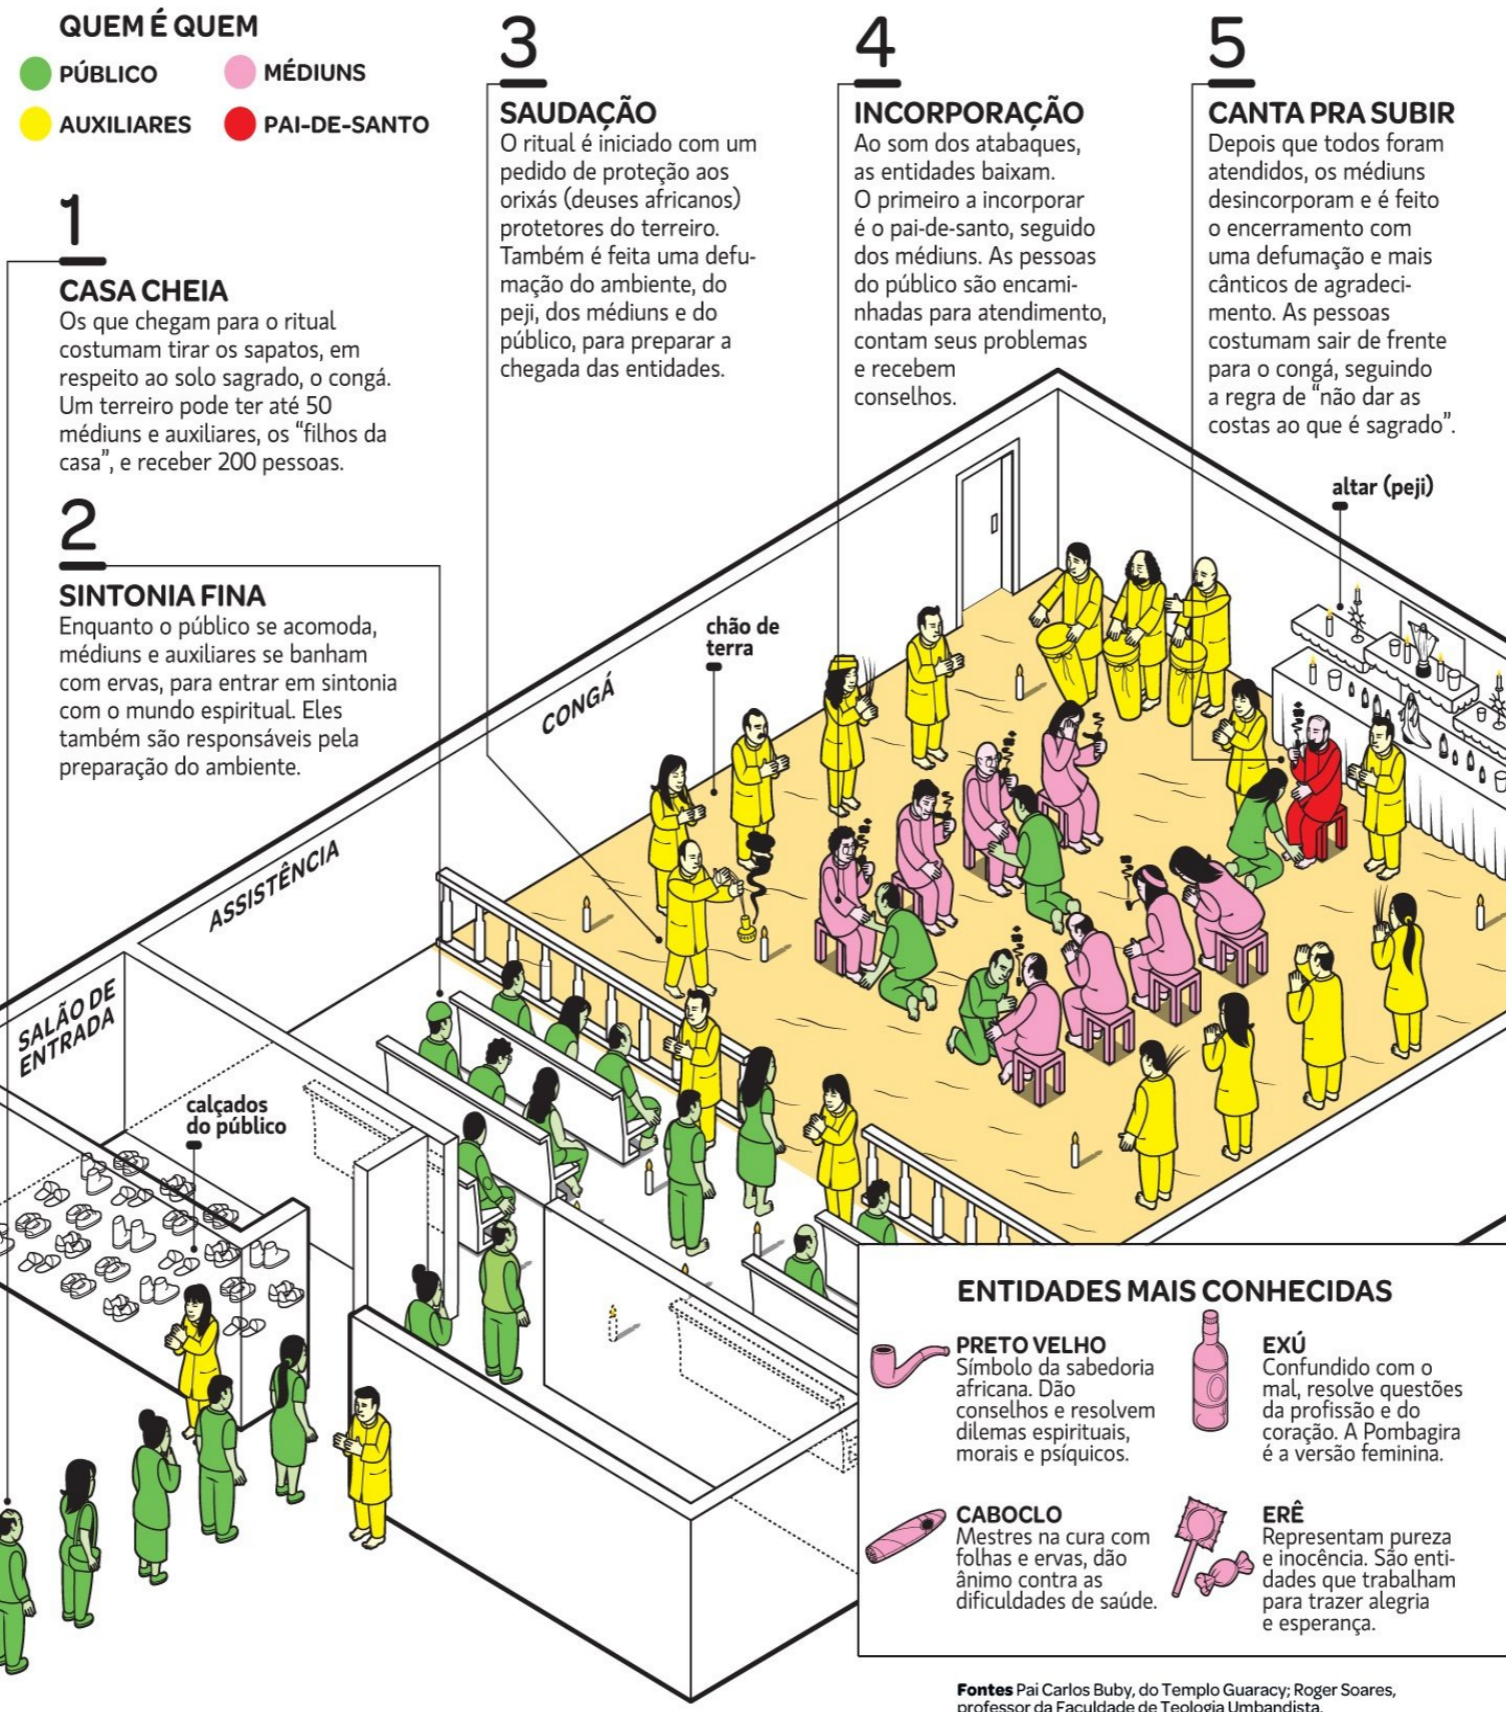 QUEM É QUEM
PÚBLICO
MÉDIUNS
AUXILIARES
PAI-DE-SANTO
1
CASA CHEIA
Os que chegam para o ritual
costumam tirar os sapatos, em
respeito ao solo sagrado, o congá.
Um terreiro pode ter até 50
médiuns e auxiliares, os “filhos da
casa”, e receber 200 pessoas.
2
SINTONIA FINA
Enquanto o público se acomoda,
médiuns e auxiliares se banham
com ervas, para entrar em sintonia
com o mundo espiritual. Eles
também são responsáveis pela
preparação do ambiente.
3
SAUDAÇÃO
O ritual é iniciado com um
pedido de proteção aos
orixás (deuses africanos)
protetores do terreiro.
Também é feita uma defu-
mação do ambiente, do
peji, dos médiuns e do
público, para preparar a
chegada das entidades.
4
INCORPORAÇÃO
Ao som dos atabaques,
as entidades baixam.
O primeiro a incorporar
é o pai-de-santo, seguido
dos médiuns. As pessoas
do público são encami-
nhadas para atendimento,
contam seus problemas
e recebem
conselhos.
5
CANTA PRA SUBIR
Depois que todos foram
atendidos, os médiuns
desincorporam e é feito
o encerramento com
uma defumação e mais
cânticos de agradeci-
mento. As pessoas
costumam sair de frente
para o congá, seguindo
a regra de “não dar as
costas ao que é sagrado”.
altar (peji)
chão de
terra
CONGÁ
ASSISTÊNCIA
SALÃO DE
ENTRADA
calçados
do público
ENTIDADES MAIS CONHECIDAS
PRETO VELHO
Símbolo da sabedoria
africana. Dão
conselhos e resolvem
dilemas espirituais,
morais e psíquicos.
EXÚ
Confundido com o
mal, resolve questões
da profissão e do
coração. A Pombagira
é a versão feminina.
CABOCLO
Mestres na cura com
folhas e ervas, dão
ânimo contra as
dificuldades de saúde.
ERÊ
Representam pureza
e inocência. São enti-
dades que trabalham
para trazer alegria
e esperança.
Fontes Pai Carlos Buby, do Templo Guaracy; Roger Soares,
professor da Faculdade de Teologia Umbandista.